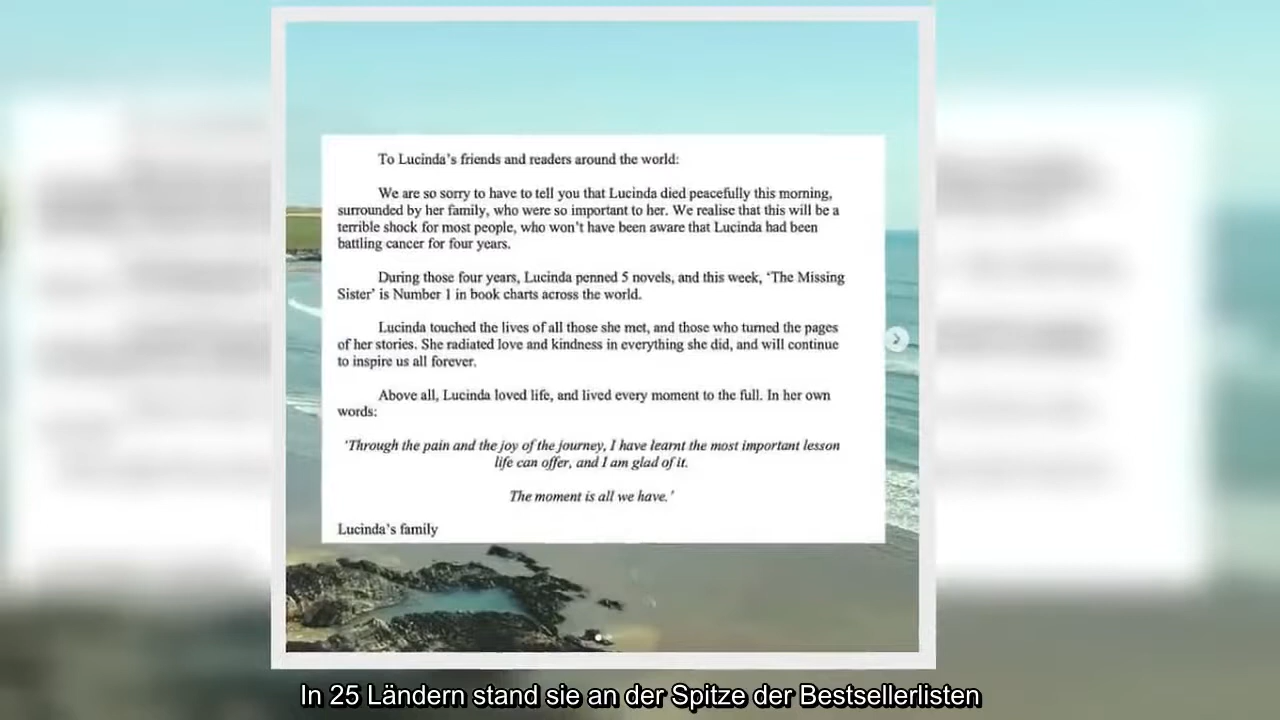 To Lucinda's friends and readers around the world:
We are so sorry to have to tell you that Lucinda died peacefully this morning,
surrounded by her family, who were so important to her. We realise that this will be a
terrible shock for most people, who won't have been aware that Lucinda had been
battling cancer for four years.
During those four years, Lucinda penned 5 novels, and this week, 'The Missing
Sister' is Number 1 in book charts across the world.
Lucinda touched the lives of all those she met, and those who turned the pages
of her stories. She radiated love and kindness in everything she did, and will continue
to inspire us all forever.
Above all, Lucinda loved life, and lived every moment to the full. In her own
words:
'Through the pain and the joy of the journey, I have learnt the most important lesson
life can offer, and I am glad of it.
The moment is all we have.'
Lucinda's family
In 25 Ländern stand sie an der Spitze der Bestsellerlisten